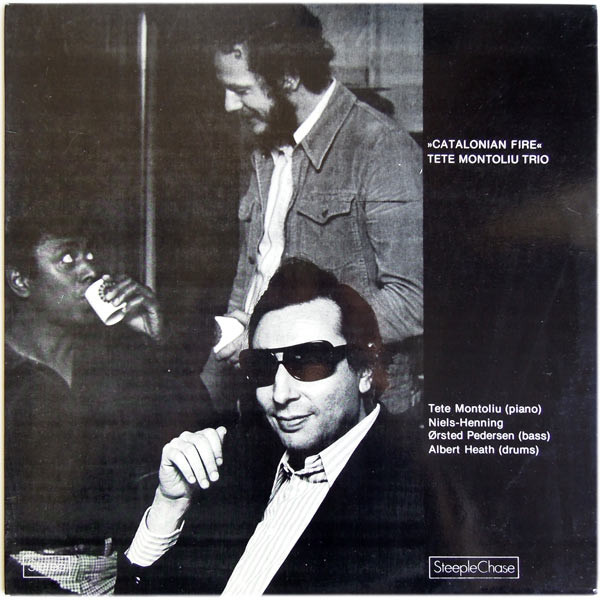 »CATALONIAN FIRE«
TETE MONTOLIU TRIO
Tete Montoliu (piano)
Niels-Henning
Ørsted Pedersen (bass)
Albert Heath (drums)
SteepleChase